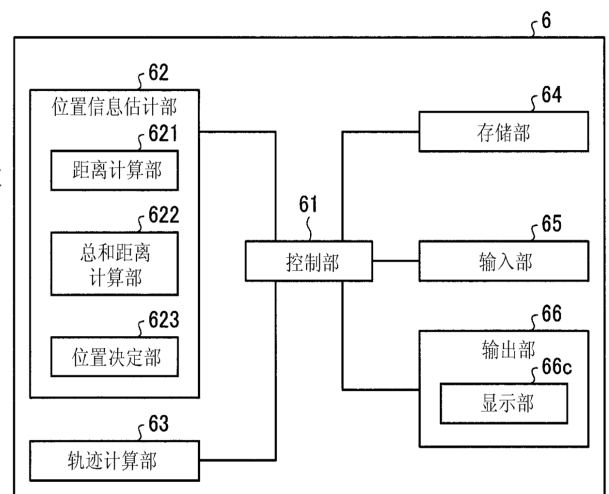 6
62
位置信息估计部
621
距离计算部
622
总和距离
计算部
623
位置决定部
63
轨迹计算部
61
控制部
64
存储部
65
输入部
66
输出部
66c
显示部